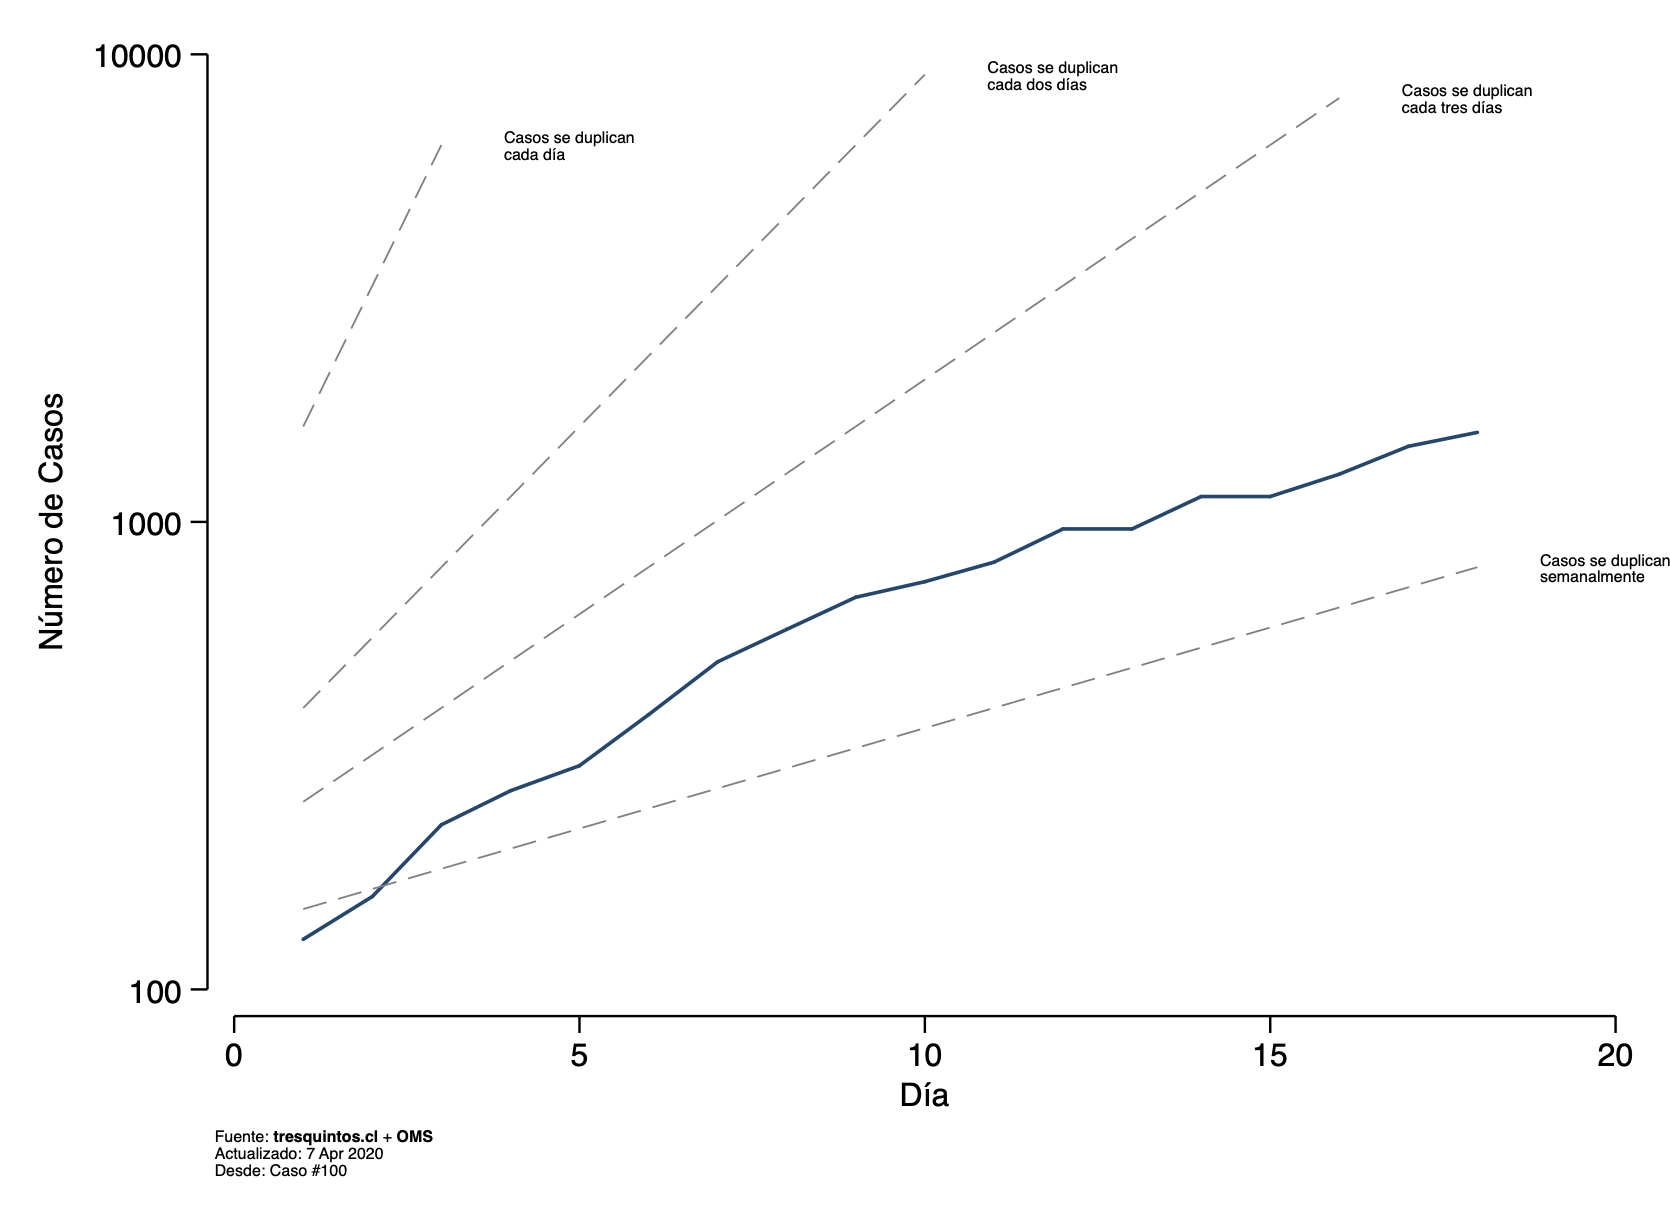 10000
Casos se duplican
cada dos días
Casos se duplican
cada tres días
Casos se duplican
cada día
Número de Casos
1000
Casos se duplican
semanalmente
100
0 5 10 15 20
Día
Fuente: tresquintos.cl + OMS
Actualizado: 7 Apr 2020
Desde: Caso #100